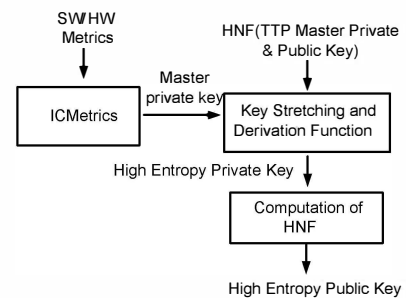 SW/HW
Metrics
HNF(TTP Master Private
& Public Key)
Master
private key
ICMetrics
Key Stretching and
Derivation Function
High Entropy Private Key
Computation of
HNF
High Entropy Public Key